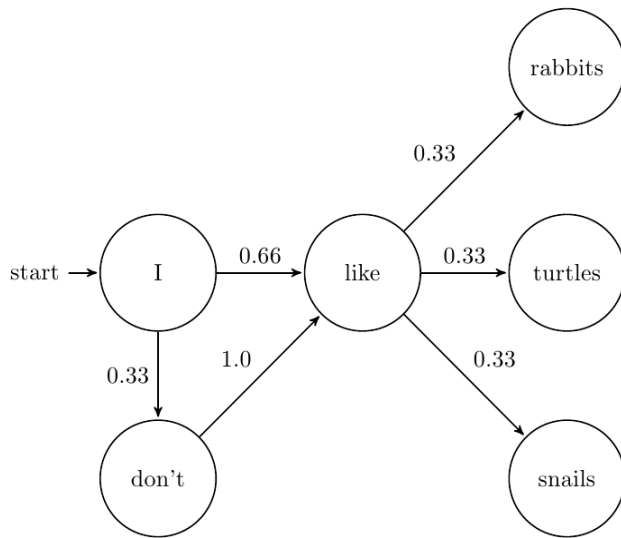 rabbits
0.33
0.66
0.33
start
I
like
turtles
0.33
1.0
0.33
don't
snails